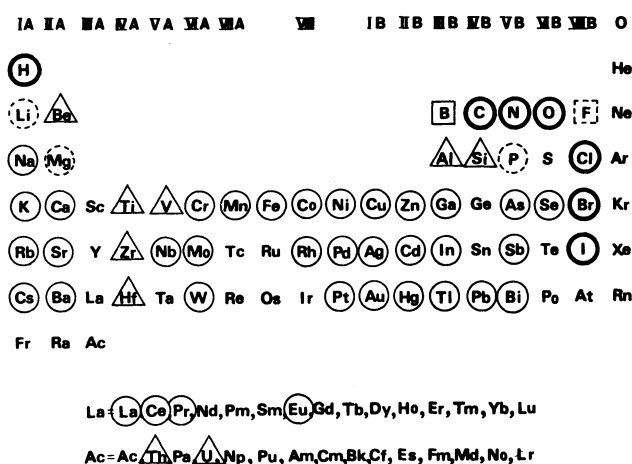 IA IIA IIIA IVA VA VIA VIIA VIII IB IIB IIIB IVB VB VIB VIIB O
H He
Li Be B C N O F Ne
Na Mg Al Si P S Cl Ar
K Ca Sc Ti V Cr Mn Fe Co Ni Cu Zn Ga Ge As Se Br Kr
Rb Sr Y Zr Nb Mo Tc Ru Rh Pd Ag Cd In Sn Sb Te I Xe
Cs Ba La Hf Ta W Re Os Ir Pt Au Hg Tl Pb Bi Po At Rn
Fr Ra Ac
La=La Ce Pr, Nd, Pm, Sm, Eu, Gd, Tb, Dy, Ho, Er, Tm, Yb, Lu
Ac=Ac Th Pa U, Np, Pu, Am, Cm, Bk, Cf, Es, Fm, Md, No, Lr